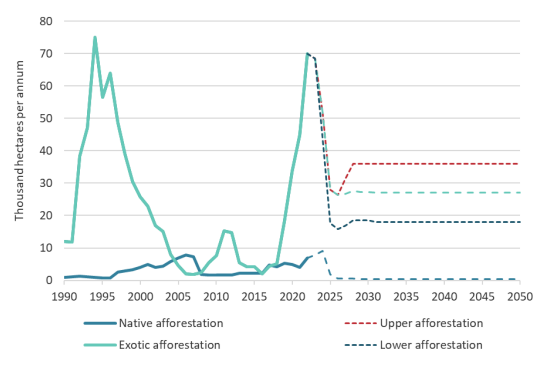 Thousand hectares per annum
80
70
60
50
40
30
20
10
0
1990 1995 2000 2005 2010 2015 2020 2025 2030 2035 2040 2045 2050
Native afforestation Upper afforestation
Exotic afforestation Lower afforestation